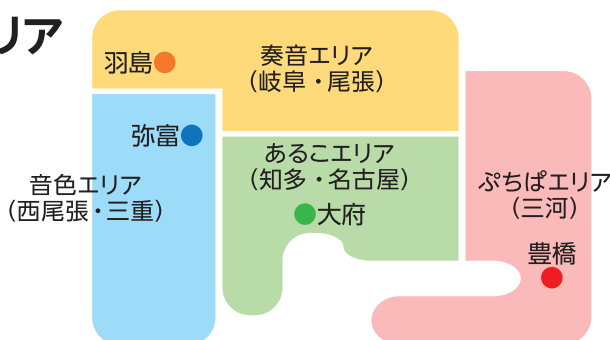 リア
羽島
奏音エリア
（岐阜・尾張）
弥富
あるこエリア
（知多・名古屋）
音色エリア
（西尾張・三重）
ぷちぱエリア
（三河）
大府
豊橋